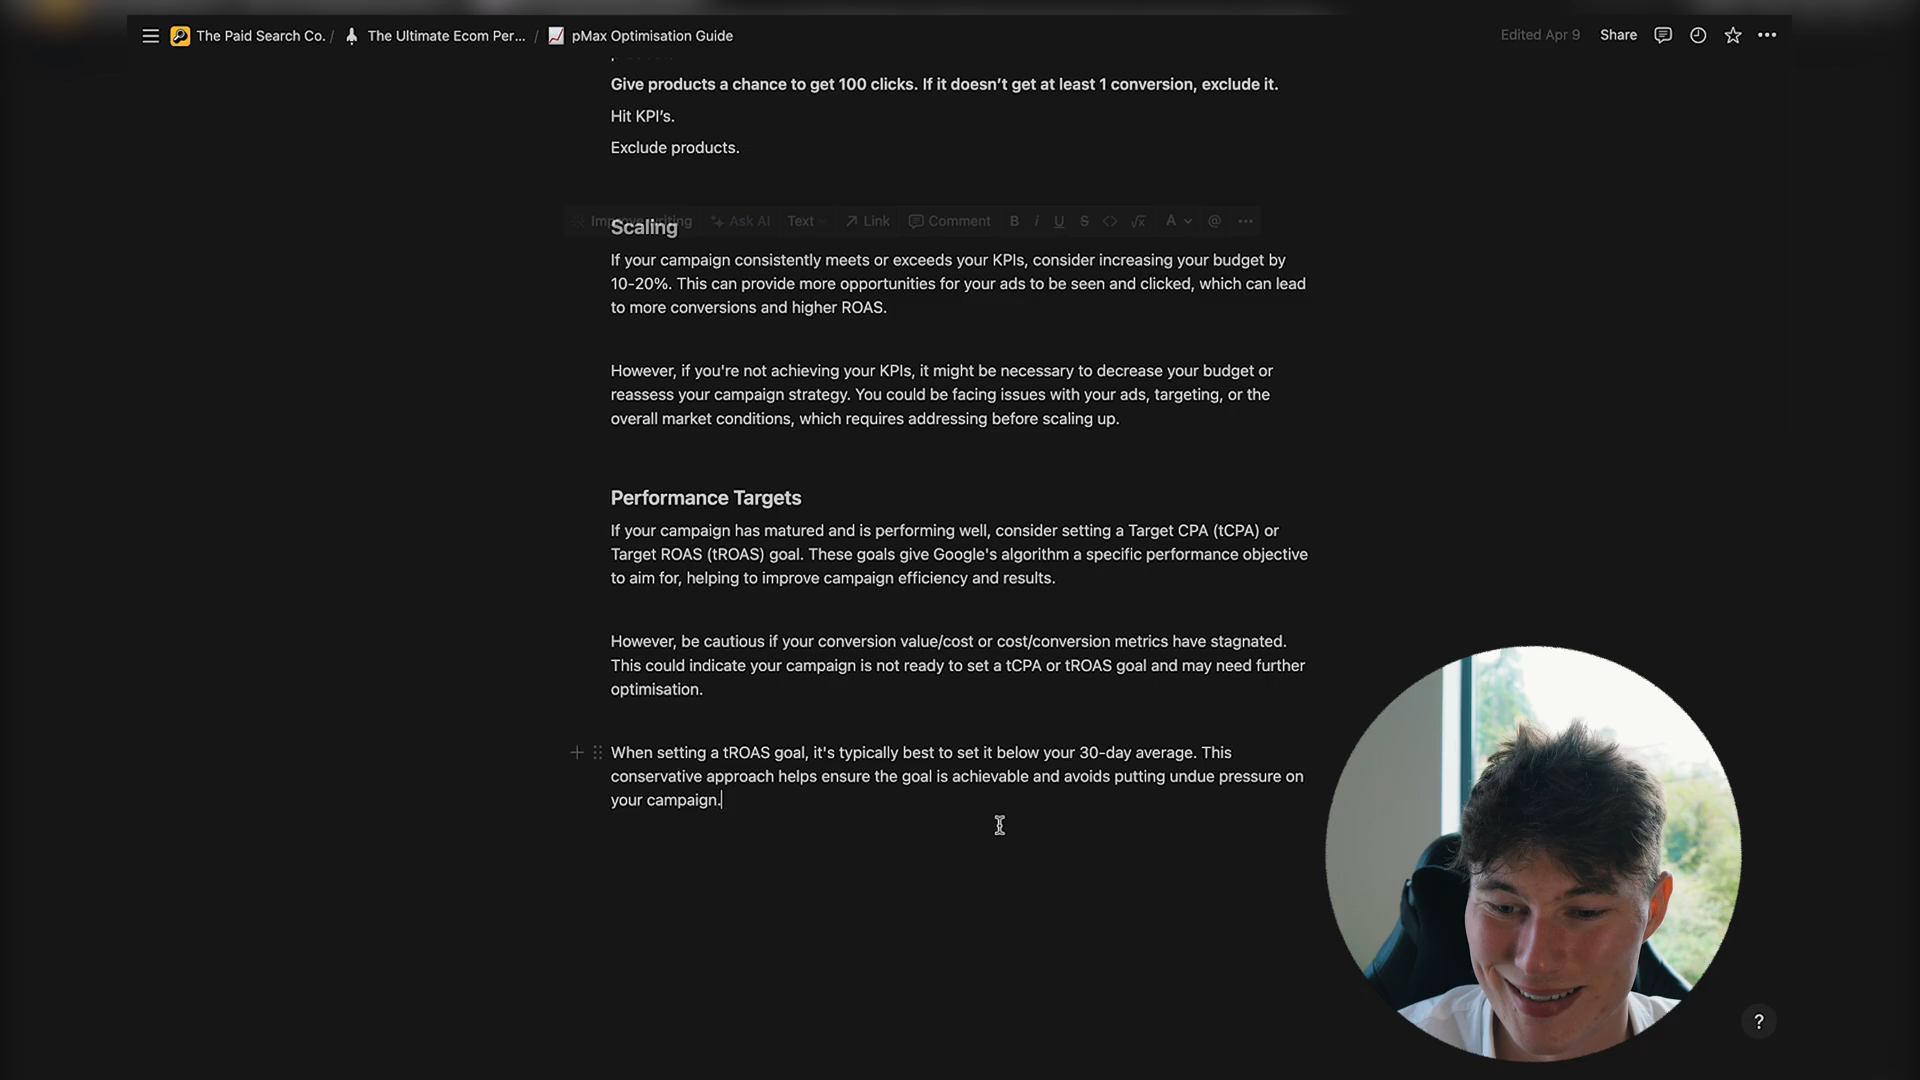 The Paid Search Co. / The Ultimate Ecom Per... / pMax Optimisation Guide
Edited Apr 9 Share
Give products a chance to get 100 clicks. If it doesn’t get at least 1 conversion, exclude it.
Hit KPI’s.
Exclude products.
Improve writing Ask AI Text Link Comment B i U S <> √x A @
Scaling
If your campaign consistently meets or exceeds your KPIs, consider increasing your budget by
10-20%. This can provide more opportunities for your ads to be seen and clicked, which can lead
to more conversions and higher ROAS.
However, if you're not achieving your KPIs, it might be necessary to decrease your budget or
reassess your campaign strategy. You could be facing issues with your ads, targeting, or the
overall market conditions, which requires addressing before scaling up.
Performance Targets
If your campaign has matured and is performing well, consider setting a Target CPA (tCPA) or
Target ROAS (tROAS) goal. These goals give Google's algorithm a specific performance objective
to aim for, helping to improve campaign efficiency and results.
However, be cautious if your conversion value/cost or cost/conversion metrics have stagnated.
This could indicate your campaign is not ready to set a tCPA or tROAS goal and may need further
optimisation.
When setting a tROAS goal, it's typically best to set it below your 30-day average. This
conservative approach helps ensure the goal is achievable and avoids putting undue pressure on
your campaign.
?